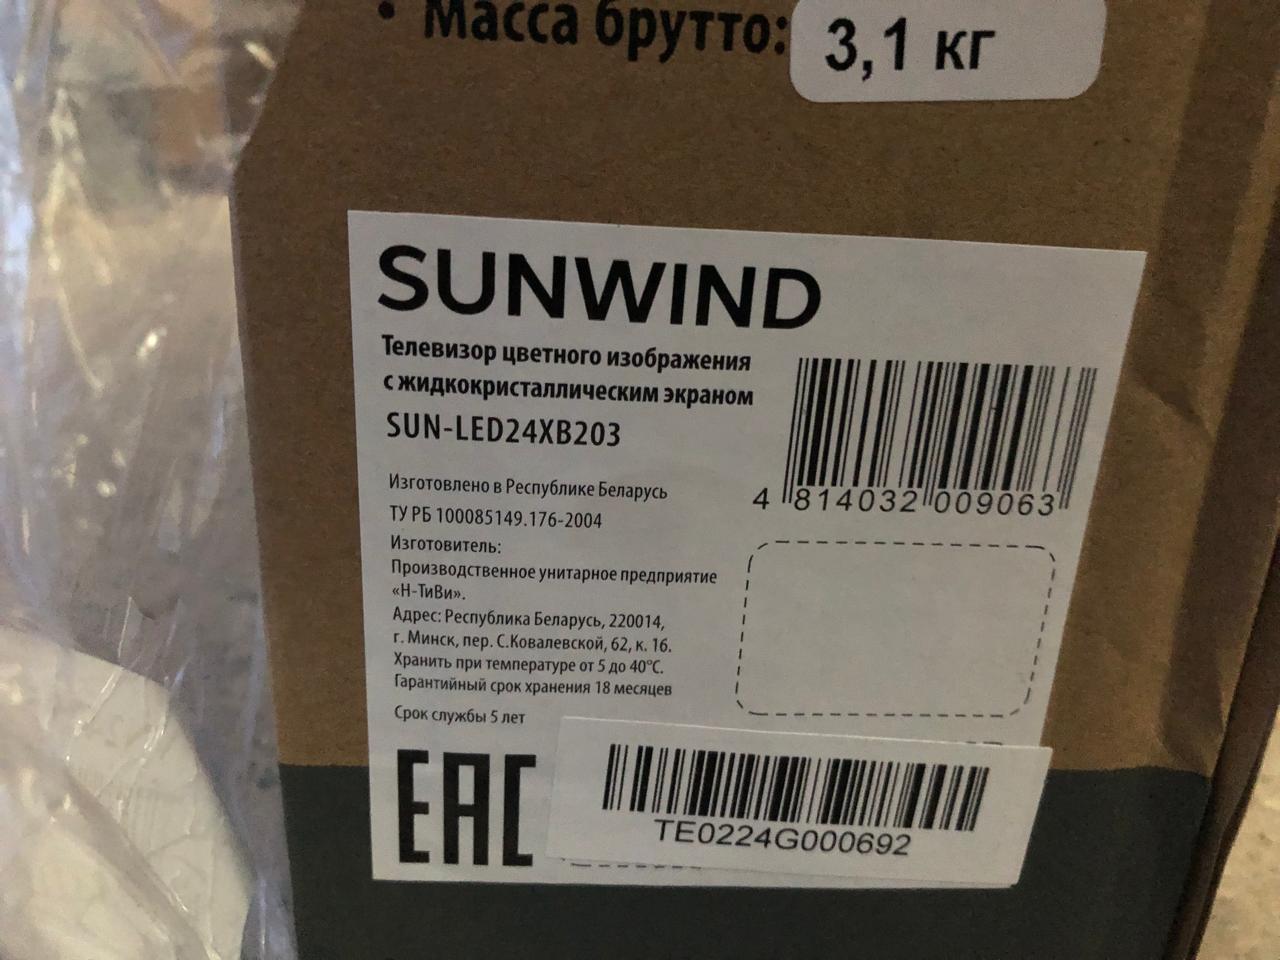 • Масса брутто: 3,1 кг
SUNWIND
Телевизор цветного изображения
с жидкокристаллическим экраном
SUN-LED24XB203
4 814032 009063
Изготовлено в Республике Беларусь
ТУ РБ 100085149.176-2004
Изготовитель:
Производственное унитарное предприятие
«Н-ТиВи».
Адрес: Республика Беларусь, 220014,
г. Минск, пер. С.Ковалевской, 62, к. 16.
Хранить при температуре от 5 до 40°С.
Гарантийный срок хранения 18 месяцев
Срок службы 5 лет
EAC
TE0224G000692